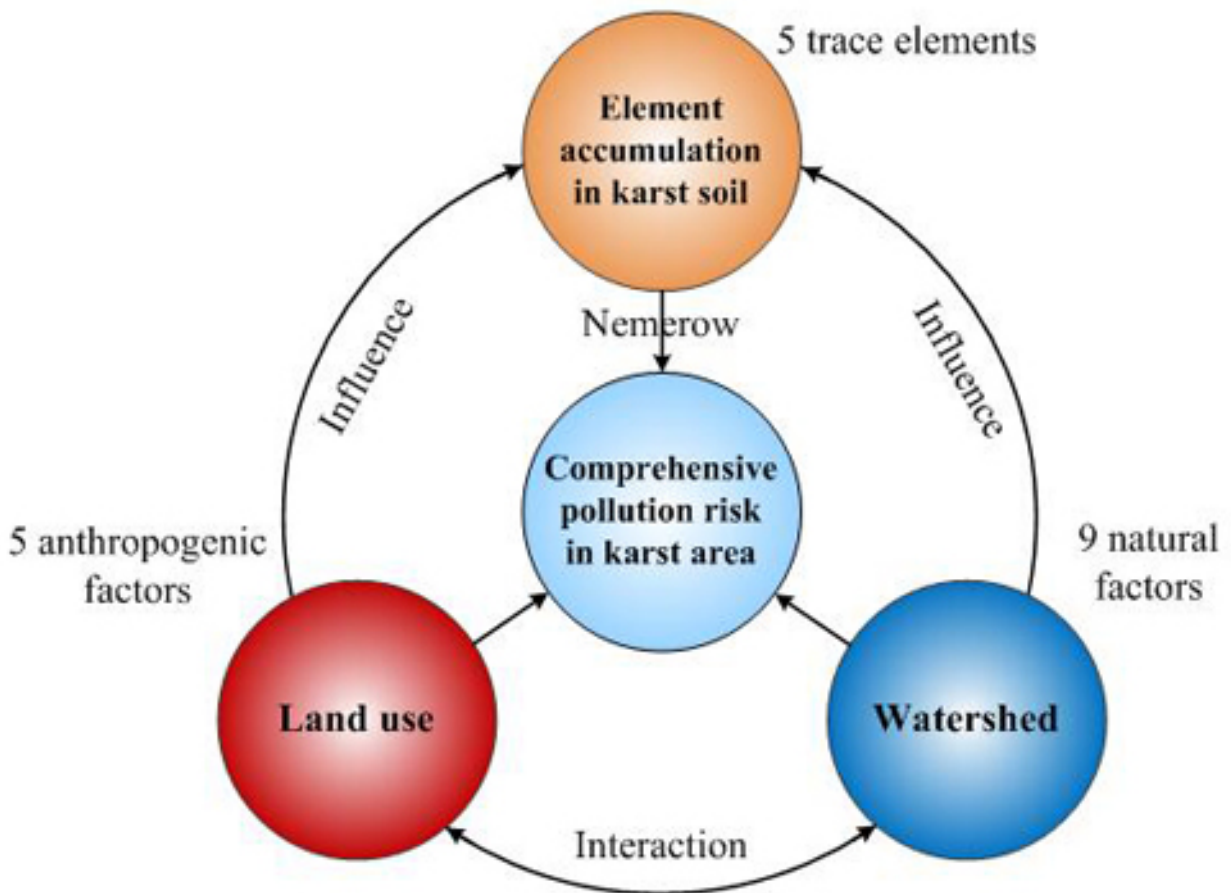 5 trace elements
Element
accumulation
in karst soil
Influence
Nemerow
Influence
Comprehensive
pollution risk
in karst area
5 anthropogenic
factors
9 natural
factors
Land use
Watershed
Interaction